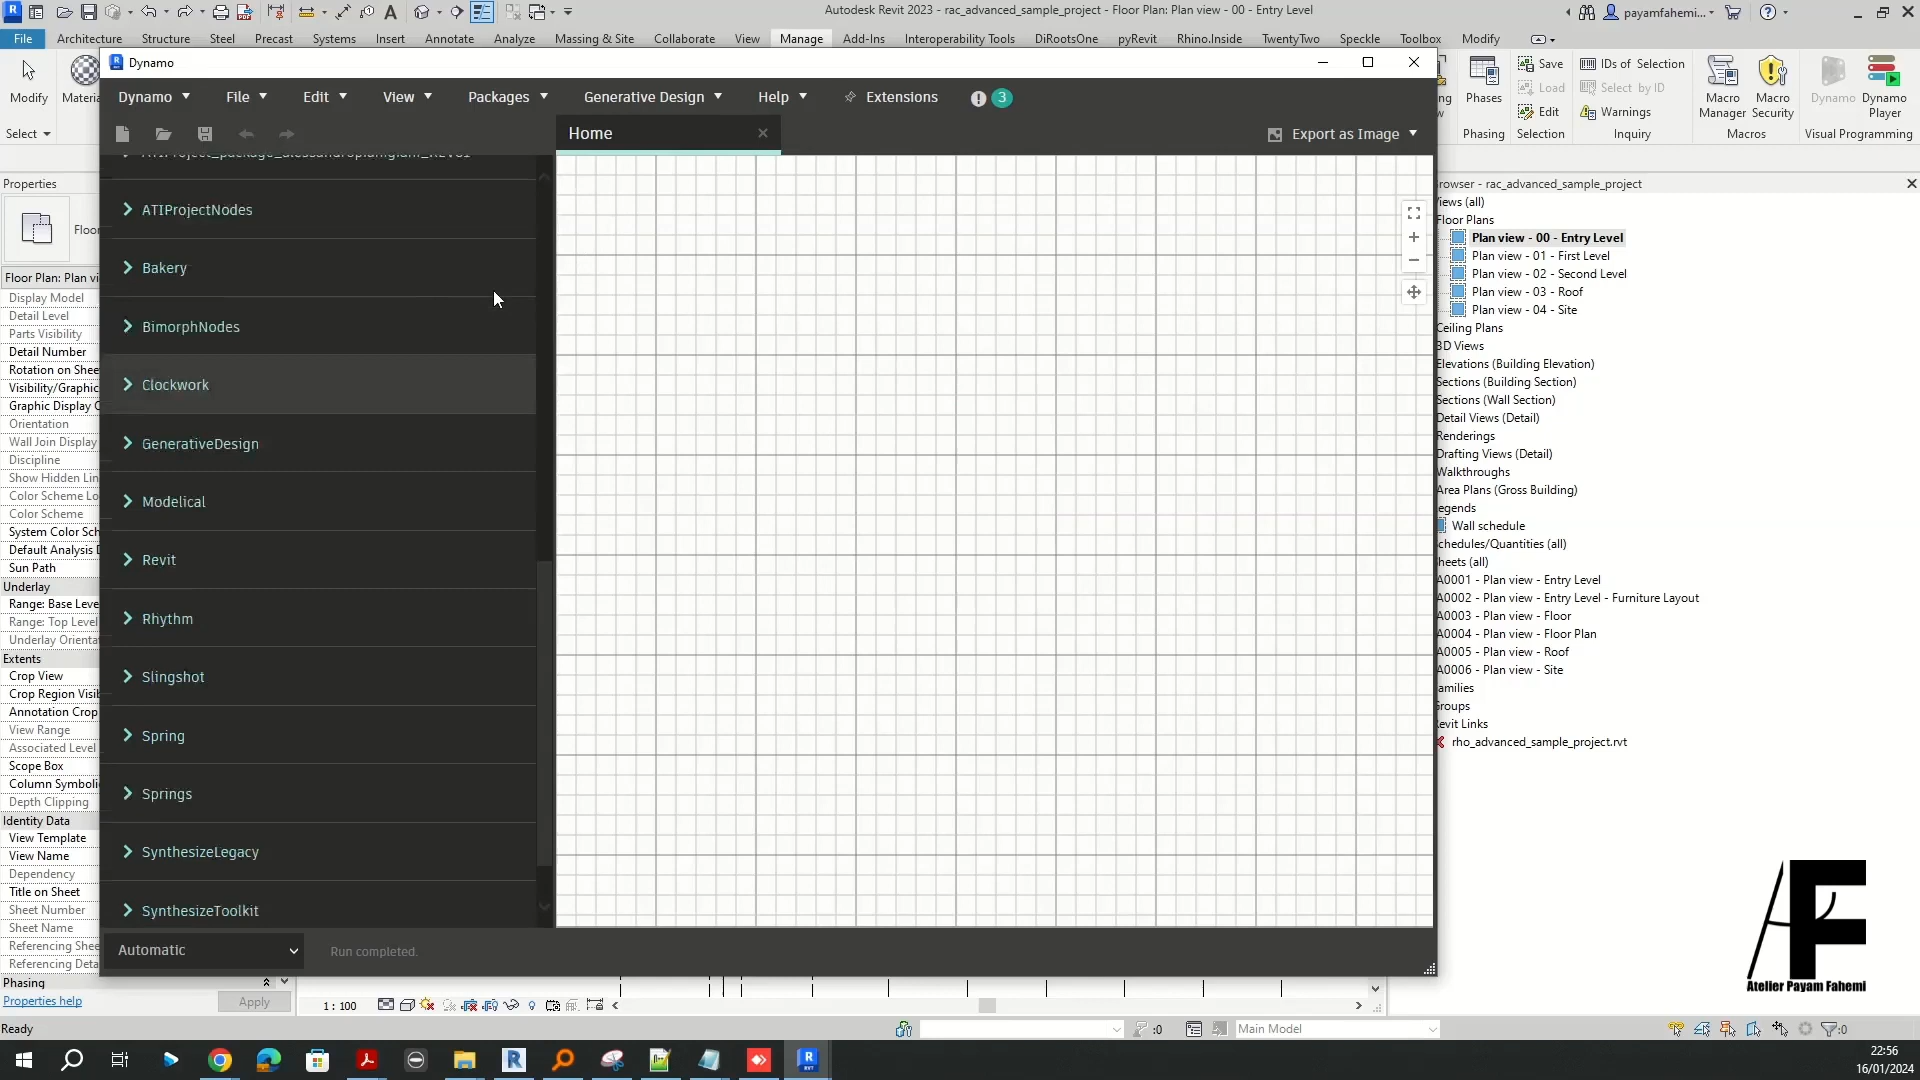 Autodesk Revit 2023 - rac_advanced_sample_project - Floor Plan: Plan view - 00 - Entry Level
payamfahemi...
File Architecture Structure Steel Precast Systems Insert Annotate Analyze Massing & Site Collaborate View Manage Add-Ins Interoperability Tools DiRootsOne pyRevit Rhino.Inside TwentyTwo Speckle Toolbox Modify
Modify
Select
Phases
Phasing
Save
Load
Edit
Selection
IDs of Selection
Select by ID
Warnings
Inquiry
Macro Manager
Macro Security
Macros
Dynamo
Dynamo Player
Visual Programming
Dynamo
Dynamo File Edit View Packages Generative Design Help Extensions 3
Home
Export as Image
ATIProjectNodes
Bakery
BimorphNodes
Clockwork
GenerativeDesign
Modelical
Revit
Rhythm
Slingshot
Spring
Springs
SynthesizeLegacy
SynthesizeToolkit
Automatic
Run completed.
Properties
Floor
Floor Plan: Plan vi
Display Model
Detail Level
Parts Visibility
Detail Number
Rotation on Shee
Visibility/Graphic
Graphic Display O
Orientation
Wall Join Display
Discipline
Show Hidden Lin
Color Scheme Lo
Color Scheme
System Color Sch
Default Analysis D
Sun Path
Underlay
Range: Base Leve
Range: Top Level
Underlay Orientat
Extents
Crop View
Crop Region Visib
Annotation Crop
View Range
Associated Level
Scope Box
Column Symbolic
Depth Clipping
Identity Data
View Template
View Name
Dependency
Title on Sheet
Sheet Number
Sheet Name
Referencing Shee
Referencing Deta
Phasing
Properties help
Apply
rowser - rac_advanced_sample_project
iews (all)
Floor Plans
Plan view - 00 - Entry Level
Plan view - 01 - First Level
Plan view - 02 - Second Level
Plan view - 03 - Roof
Plan view - 04 - Site
Ceiling Plans
3D Views
Elevations (Building Elevation)
Sections (Building Section)
Sections (Wall Section)
Detail Views (Detail)
Renderings
Drafting Views (Detail)
Walkthroughs
Area Plans (Gross Building)
egends
Wall schedule
chedules/Quantities (all)
heets (all)
A0001 - Plan view - Entry Level
A0002 - Plan view - Entry Level - Furniture Layout
A0003 - Plan view - Floor
A0004 - Plan view - Floor Plan
A0005 - Plan view - Roof
A0006 - Plan view - Site
amilies
roups
evit Links
rho_advanced_sample_project.rvt
Atelier Payam Fahemi
1 : 100
Ready
:0
Main Model
:0
22:56
16/01/2024